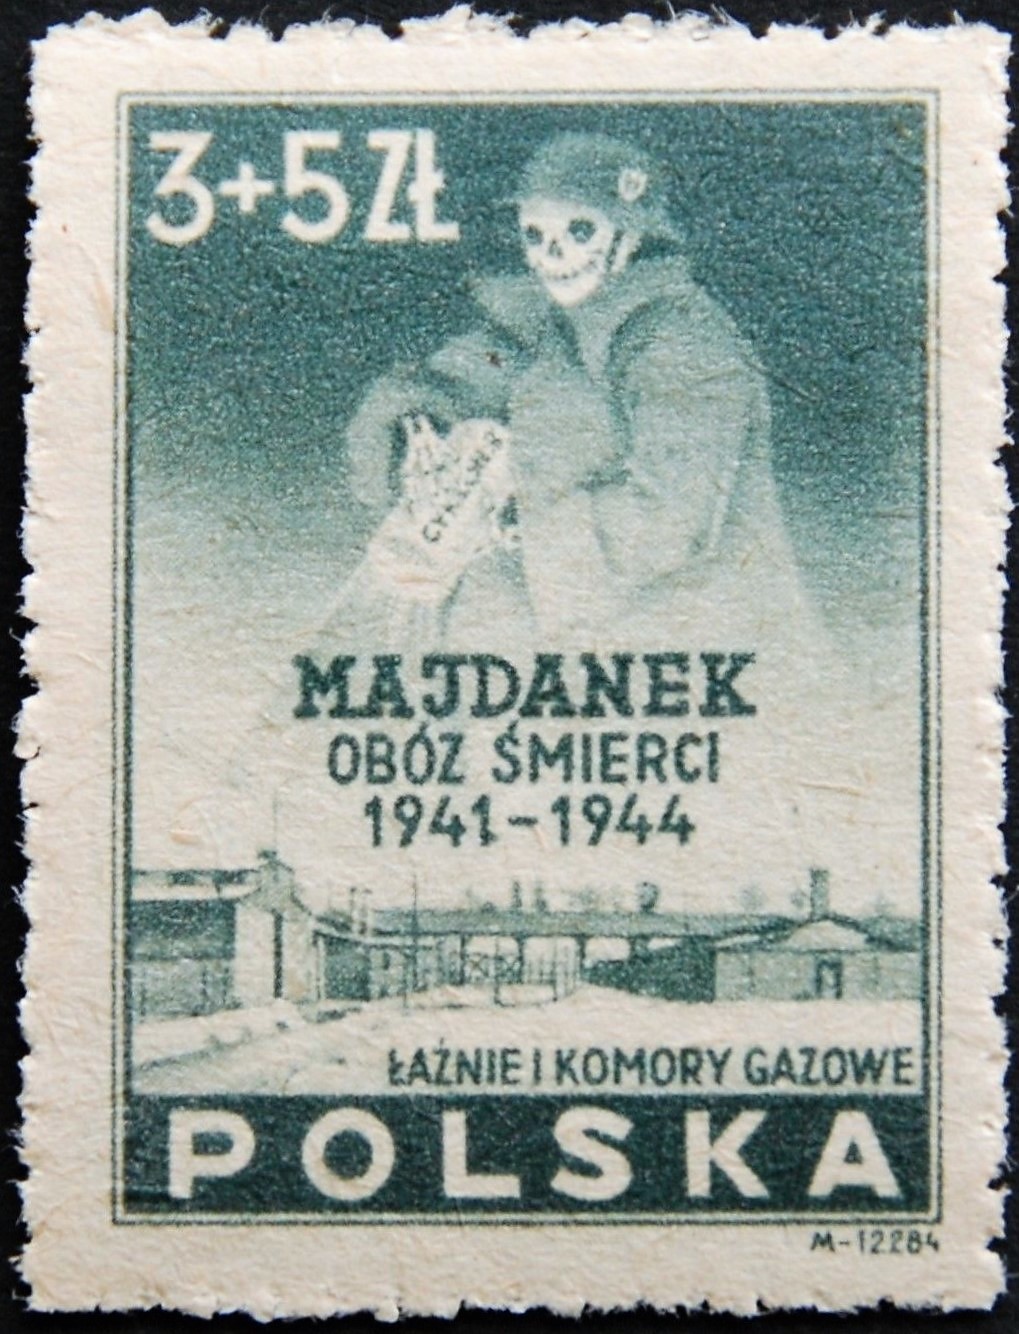 3+5 ZŁ
MAJDANEK
OBÓZ ŚMIERCI
1941-1944
ŁAŹNIE I KOMORY GAZOWE
POLSKA
M-12284